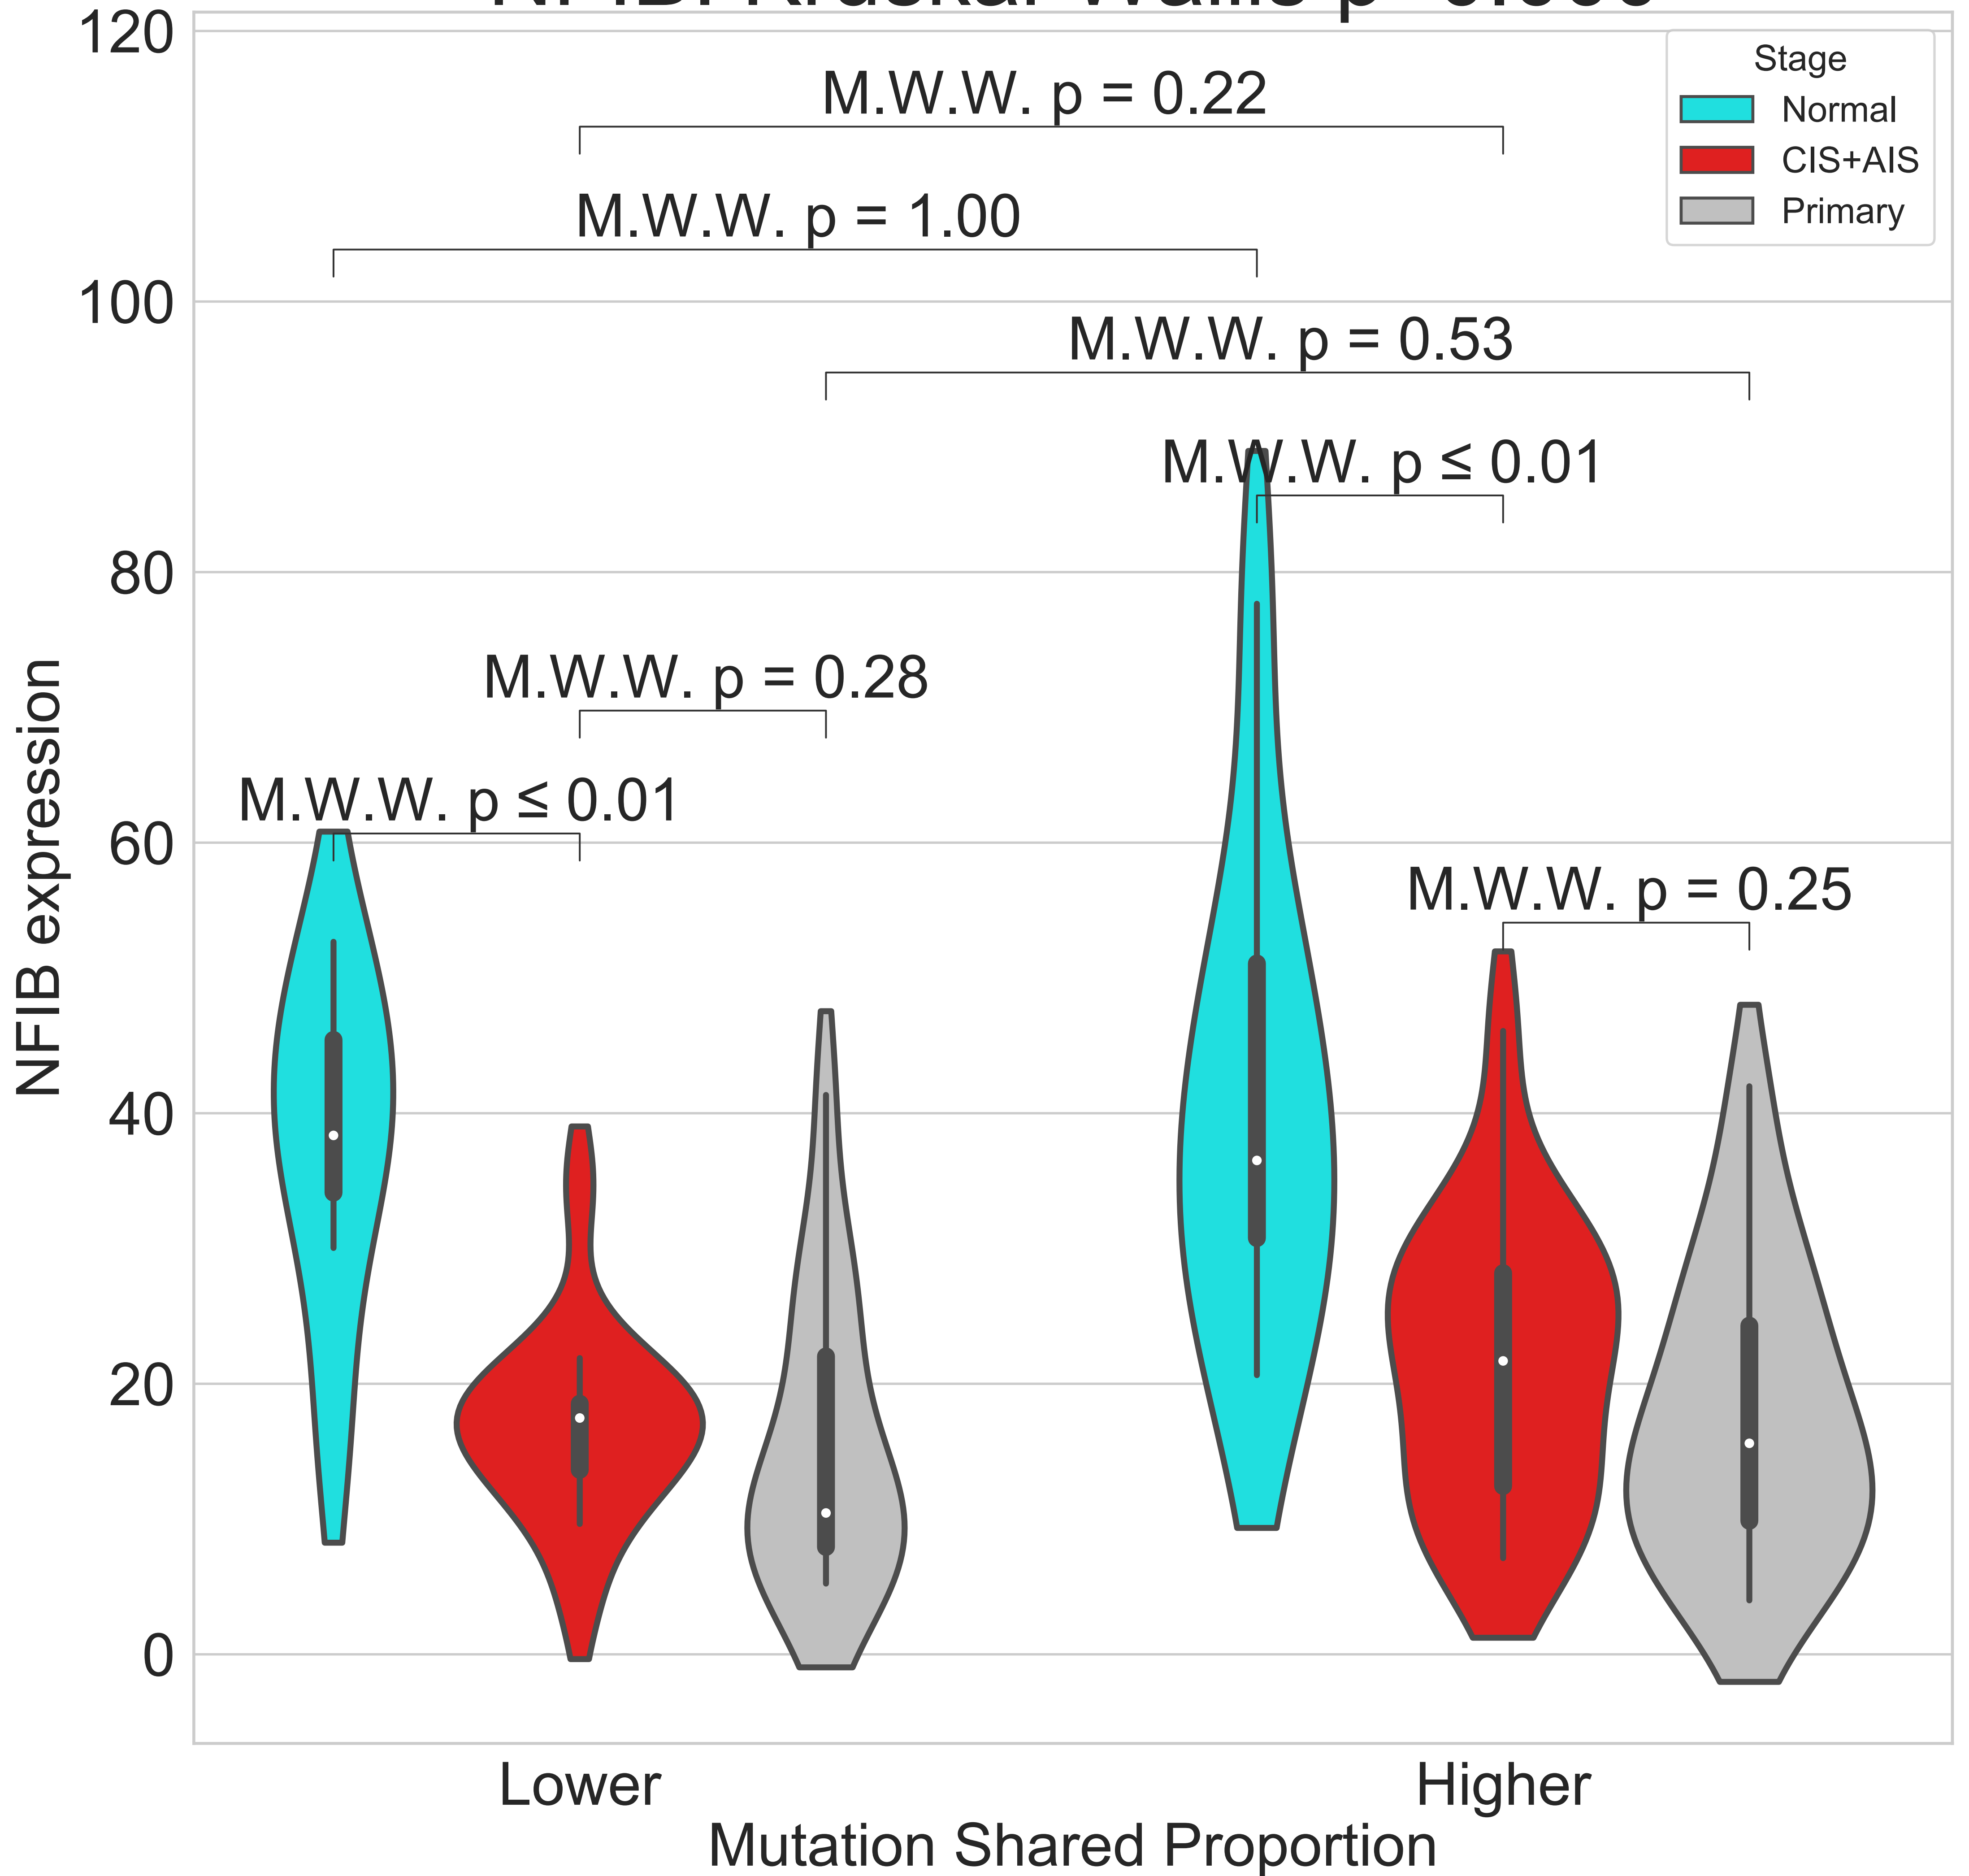 120
M.W.W. p = 0.22
Stage
Normal
CIS+AIS
Primary
M.W.W. p = 1.00
100
M.W.W. p = 0.53
M.W.W. p ≤ 0.01
80
M.W.W. p = 0.28
M.W.W. p ≤ 0.01
60
M.W.W. p = 0.25
NFIB expression
40
20
0
Lower
Higher
Mutation Shared Proportion